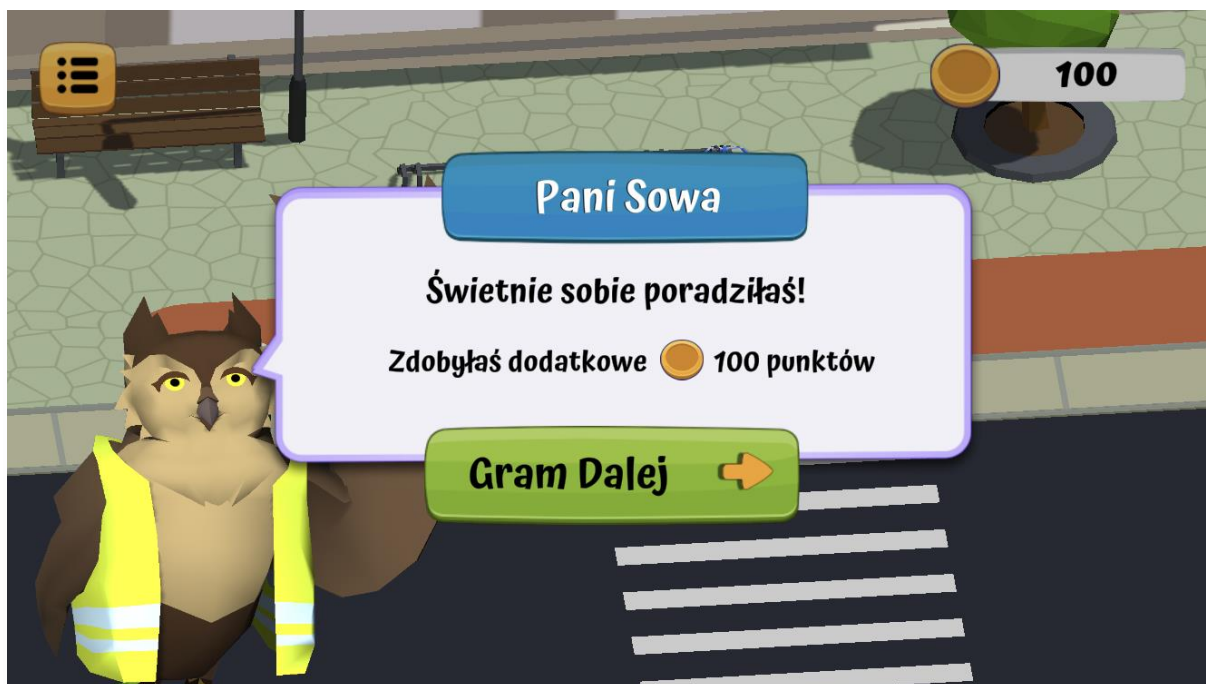 100
Pani Sowa
Świetnie sobie poradziłaś!
Zdobyłaś dodatkowe 100 punktów
Gram Dalej